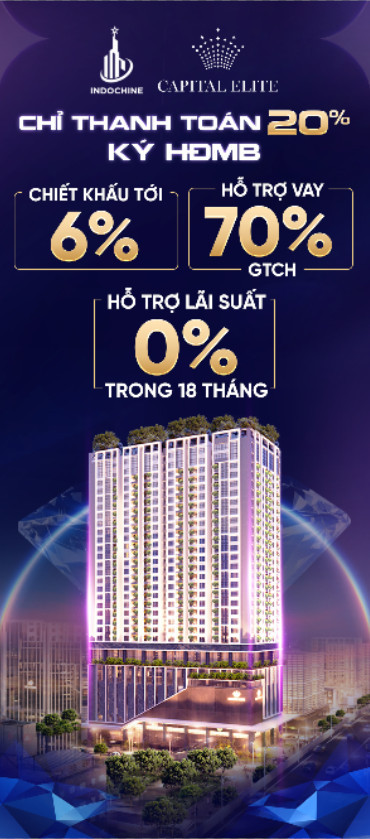 INDOCHINE
CAPITAL ELITE
CHỈ THANH TOÁN 20%
KÝ HĐMB
CHIẾT KHẤU TỚI
6%
HỖ TRỢ VAY
70%
GTCH
HỖ TRỢ LÃI SUẤT
0%
TRONG 18 THÁNG